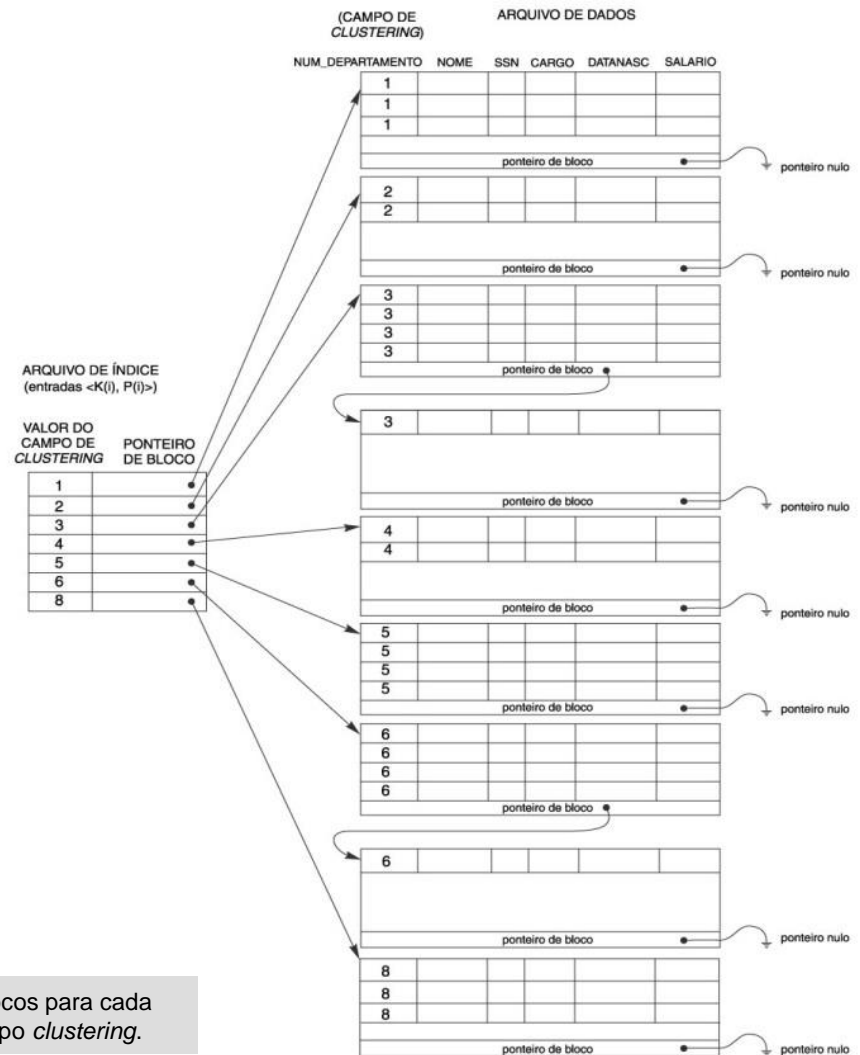 (CAMPO DE
CLUSTERING)
ARQUIVO DE DADOS
NUM_DEPARTAMENTO NOME SSN CARGO DATANASC SALARIO
1
1
1
ponteiro de bloco
ponteiro nulo
2
2
ponteiro de bloco
ponteiro nulo
3
3
3
3
ponteiro de bloco
3
ponteiro de bloco
ponteiro nulo
4
4
ponteiro de bloco
ponteiro nulo
5
5
5
5
ponteiro de bloco
ponteiro nulo
6
6
6
6
ponteiro de bloco
6
ponteiro de bloco
ponteiro nulo
8
8
8
ponteiro de bloco
ponteiro nulo
ARQUIVO DE ÍNDICE
(entradas <K(i), P(i)>)
VALOR DO
CAMPO DE
CLUSTERING
PONTEIRO
DE BLOCO
1
2
3
4
5
6
8
ocos para cada
po clustering.